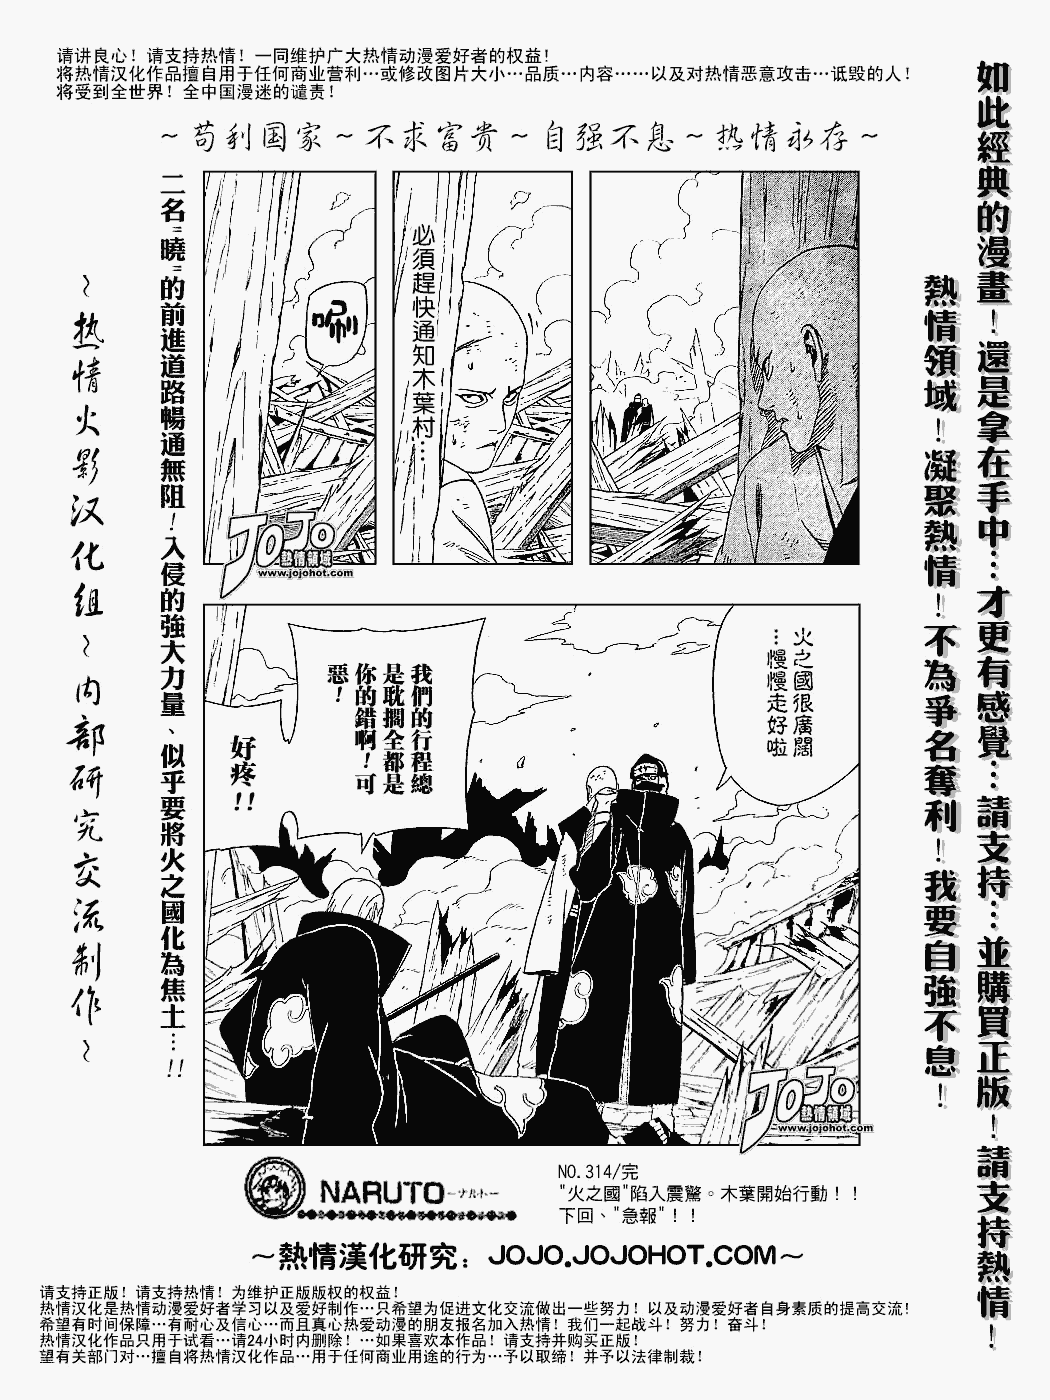 请讲良心！请支持热情！一同维护广大热情动漫爱好者的权益！
将热情汉化作品擅自用于任何商业营利…或修改图片大小…品质…内容……以及对热情恶意攻击…诋毁的人！
将受到全世界！全中国漫迷的谴责！
～苟利国家～不求富贵～自强不息～热情永存～
如此經典的漫畫！還是拿在手中…才更有感覺…請支持…並購買正版！請支持熱情！
熱情領域！凝聚熱情！不為爭名奪利！我要自強不息！
必須趕快通知木葉村…
唰
二名"曉"的前進道路暢通無阻！入侵的強大力量、似乎要將火之國化為焦土…!!
～热情火影汉化组～内部研究交流制作～
JOJO
熱情領域
www.jojohot.com
火之國很廣闊
…慢慢走好啦
我們的行程總
是耽擱全都是
你的錯啊！可
惡！
好疼!!
JOJO
熱情領域
www.jojohot.com
NARUTO
－ナルト－
NO.314/完
"火之國"陷入震驚。木葉開始行動！！
下回、"急報"！！
～熱情漢化研究：JOJO.JOJOHOT.COM～
请支持正版！请支持热情！为维护正版版权的权益！
热情汉化是热情动漫爱好者学习以及爱好制作…只希望为促进文化交流做出一些努力！以及动漫爱好者自身素质的提高交流！
希望有时间保障…有耐心及信心…而且真心热爱动漫的朋友报名加入热情！我们一起战斗！努力！奋斗！
热情汉化作品只用于试看…请24小时内删除！…如果喜欢本作品！请支持并购买正版！
望有关部门对…擅自将热情汉化作品…用于任何商业用途的行为…予以取缔！并予以法律制裁！